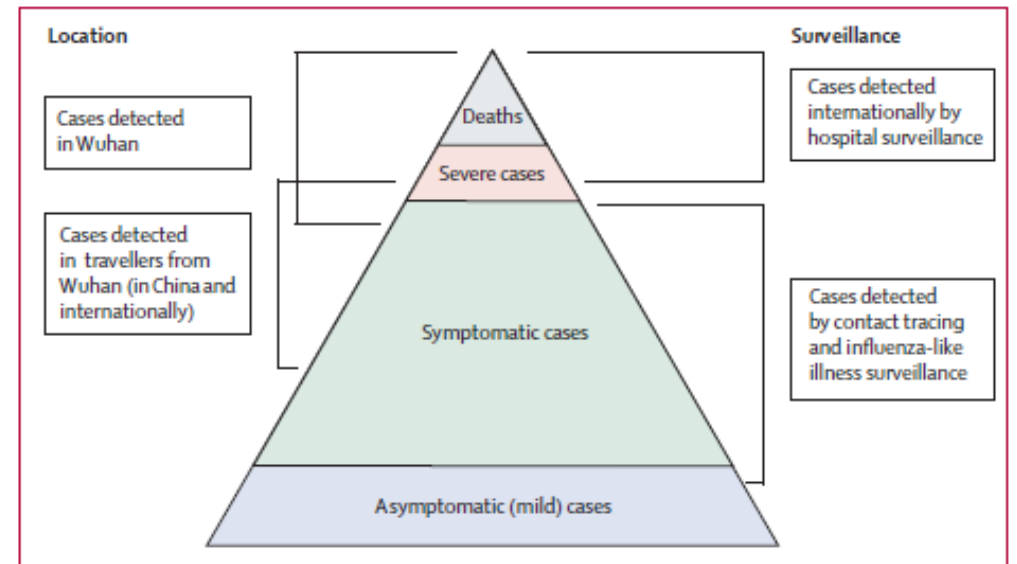 Location
Surveillance
Cases detected
in Wuhan
Cases detected
in travellers from
Wuhan (in China and
internationally)
Deaths
Severe cases
Symptomatic cases
Asymptomatic (mild) cases
Cases detected
internationally by
hospital surveillance
Cases detected
by contact tracing
and influenza-like
illness surveillance